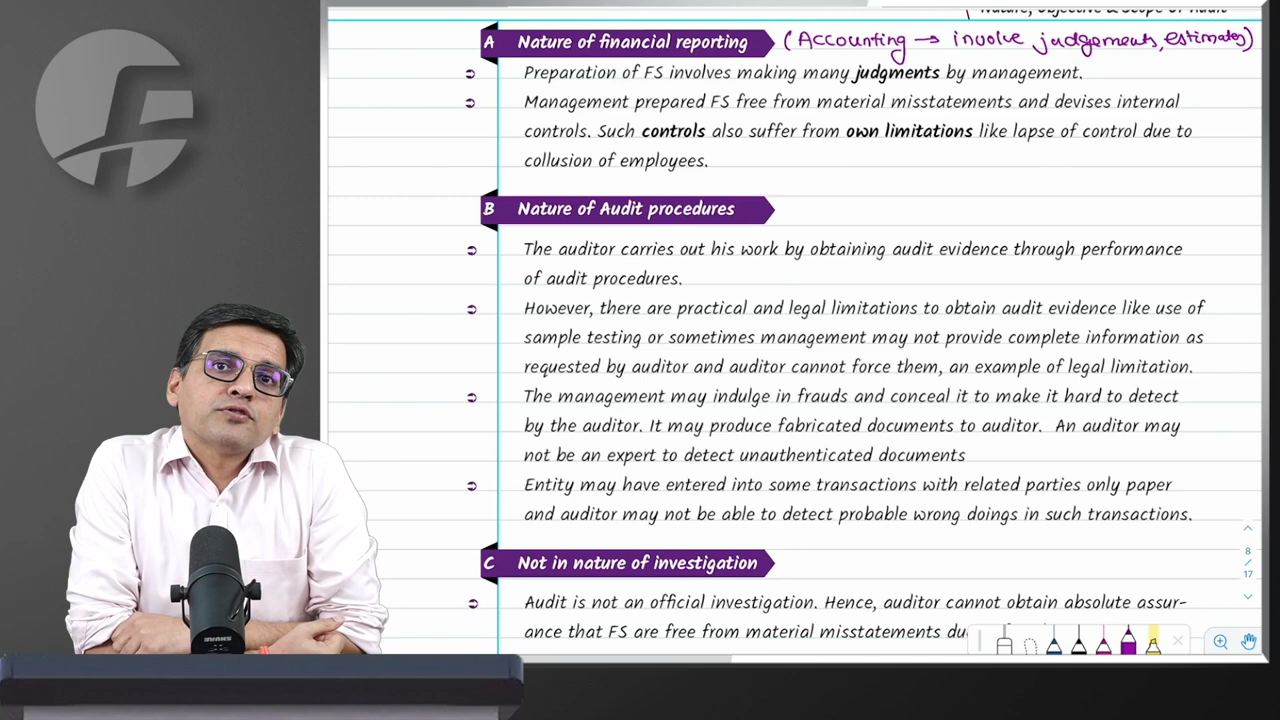 Nature, Objective & Scope of Audit
A Nature of financial reporting (Accounting → involve judgements, estimates)
Preparation of FS involves making many judgments by management.
Management prepared FS free from material misstatements and devises internal
controls. Such controls also suffer from own limitations like lapse of control due to
collusion of employees.
B Nature of Audit procedures
The auditor carries out his work by obtaining audit evidence through performance
of audit procedures.
However, there are practical and legal limitations to obtain audit evidence like use of
sample testing or sometimes management may not provide complete information as
requested by auditor and auditor cannot force them, an example of legal limitation.
The management may indulge in frauds and conceal it to make it hard to detect
by the auditor. It may produce fabricated documents to auditor. An auditor may
not be an expert to detect unauthenticated documents
Entity may have entered into some transactions with related parties only paper
and auditor may not be able to detect probable wrong doings in such transactions.
C Not in nature of investigation
Audit is not an official investigation. Hence, auditor cannot obtain absolute assur-
ance that FS are free from material misstatements
8
/
17